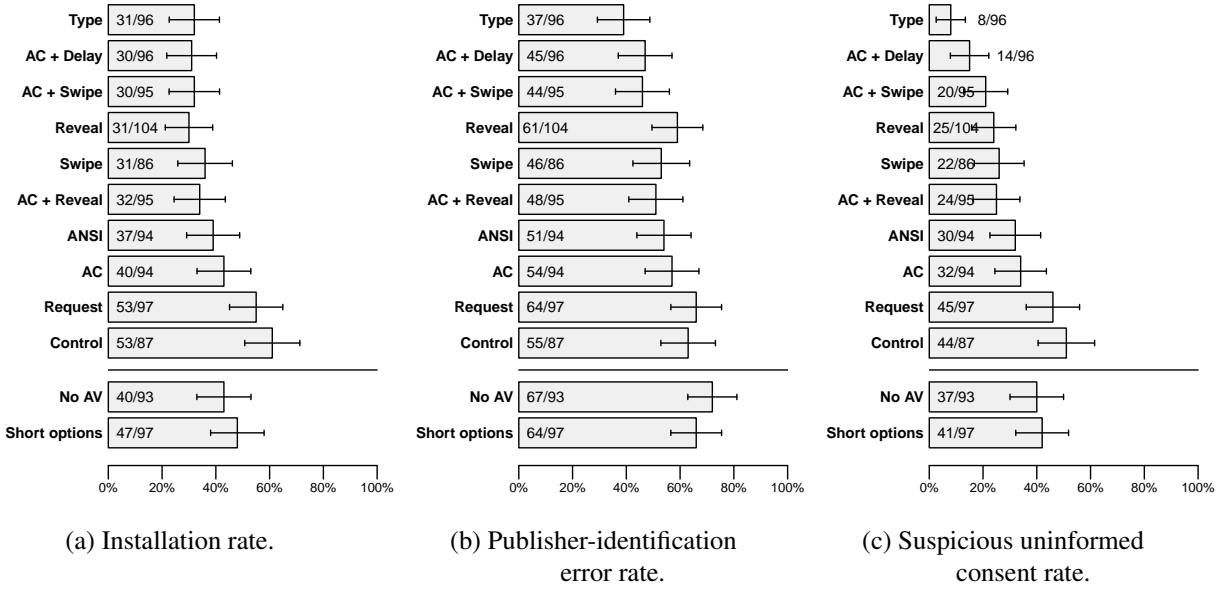 Type 31/96
AC + Delay 30/96
AC + Swipe 30/95
Reveal 31/104
Swipe 31/86
AC + Reveal 32/95
ANSI 37/94
AC 40/94
Request 53/97
Control 53/87
No AV 40/93
Short options 47/97
0% 20% 40% 60% 80% 100%
(a) Installation rate.
Type 37/96
AC + Delay 45/96
AC + Swipe 44/95
Reveal 61/104
Swipe 46/86
AC + Reveal 48/95
ANSI 51/94
AC 54/94
Request 64/97
Control 55/87
No AV 67/93
Short options 64/97
0% 20% 40% 60% 80% 100%
(b) Publisher-identification
error rate.
Type 8/96
AC + Delay 14/96
AC + Swipe 20/95
Reveal 25/104
Swipe 22/86
AC + Reveal 24/95
ANSI 30/94
AC 32/94
Request 45/97
Control 44/87
No AV 37/93
Short options 41/97
0% 20% 40% 60% 80% 100%
(c) Suspicious uninformed
consent rate.